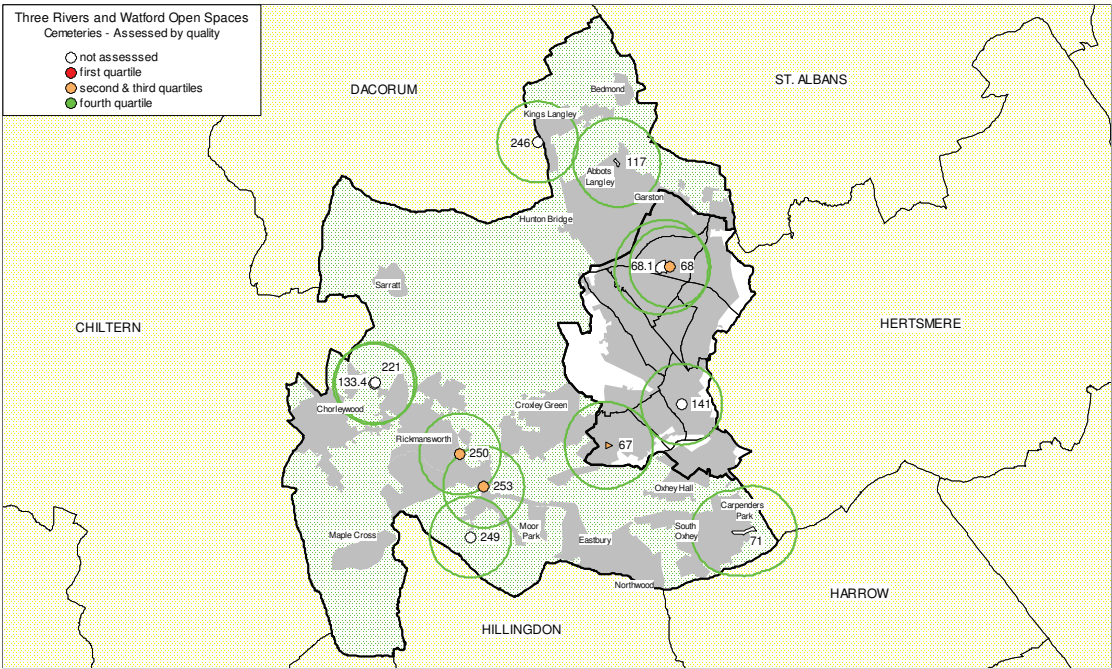 Three Rivers and Watford Open Spaces
Cemeteries - Assessed by quality
not assesssed
first quartile
second & third quartiles
fourth quartile
DACORUM
ST. ALBANS
Bedmond
Kings Langley
246
117
Abbots
Langley
Garston
Hunton Bridge
68.1
68
Sarratt
CHILTERN
HERTSMERE
221
133.4
Chorleywood
Croxley Green
141
Rickmansworth
67
250
253
Oxhey Hall
Carpenders
Park
Moor
Park
South
Oxhey
Maple Cross
249
Eastbury
71
Northwood
HARROW
HILLINGDON